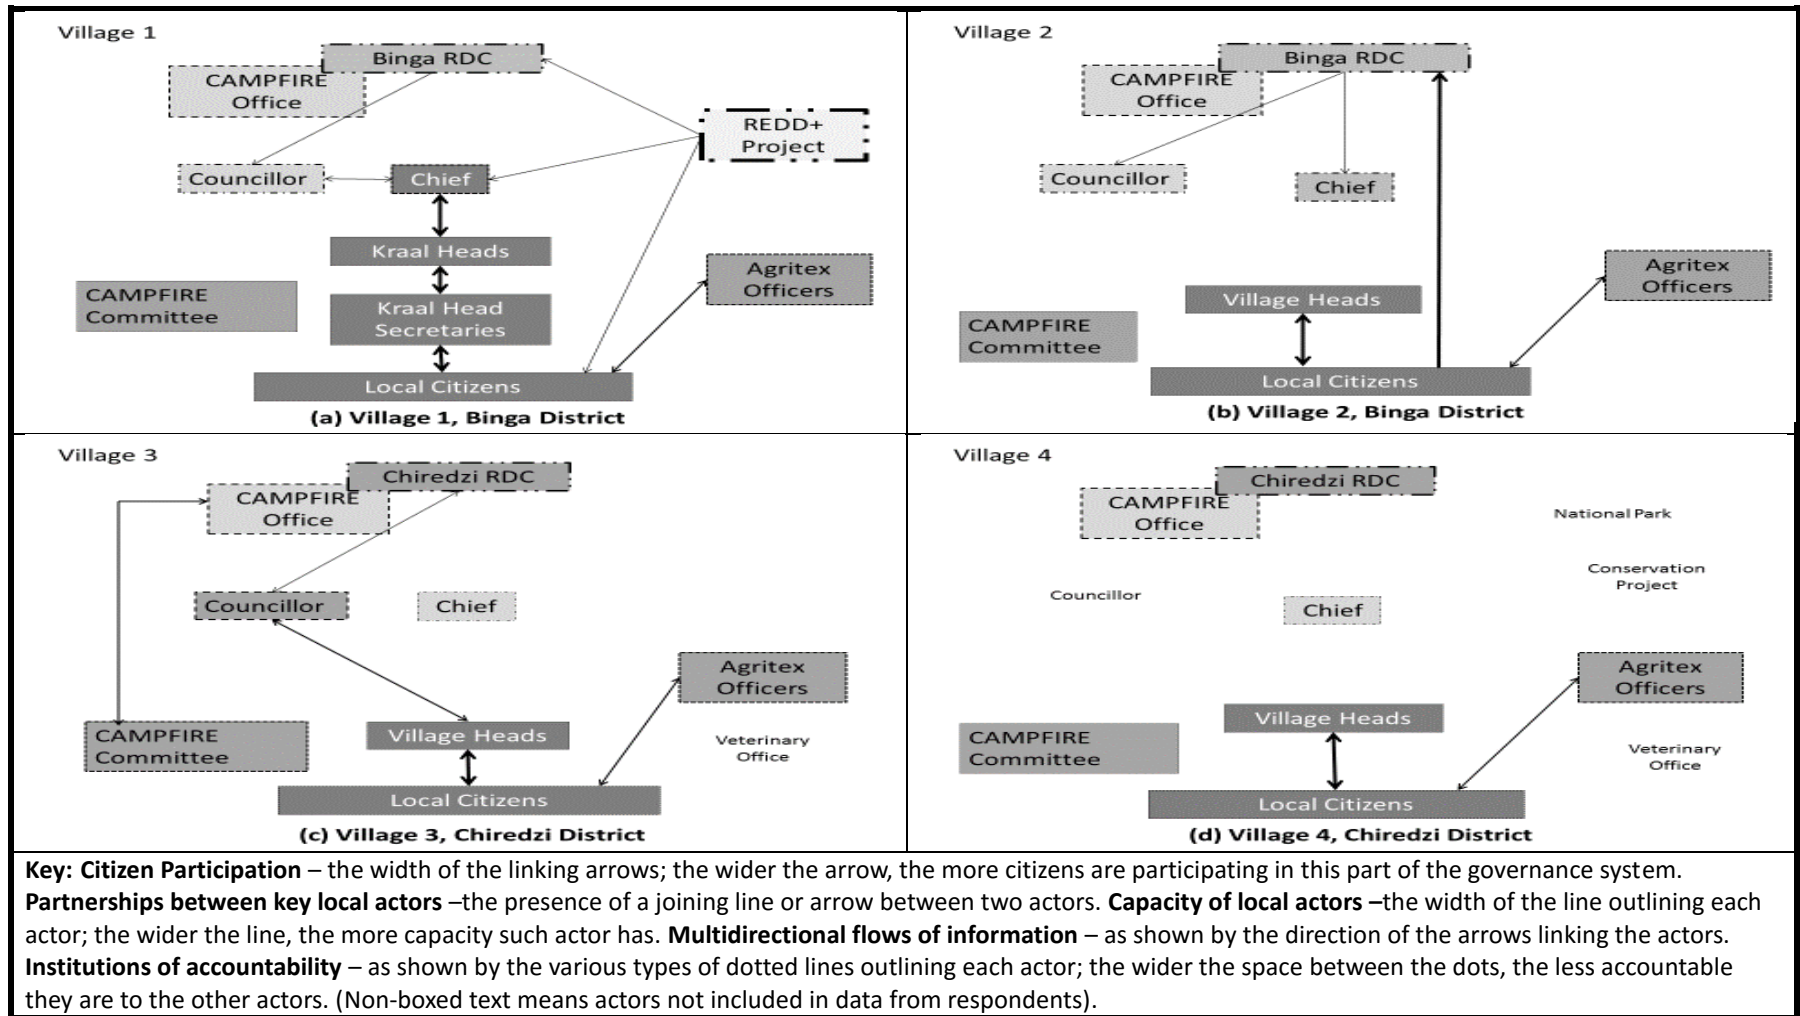 Village 1
Binga RDC
CAMPFIRE
Office
REDD+
Project
Councillor
Chief
Kraal Heads
Agritex
Officers
CAMPFIRE
Committee
Kraal Head
Secretaries
Local Citizens
(a) Village 1, Binga District
Village 2
Binga RDC
CAMPFIRE
Office
Councillor
Chief
Agritex
Officers
Village Heads
CAMPFIRE
Committee
Local Citizens
(b) Village 2, Binga District
Village 3
Chiredzi RDC
CAMPFIRE
Office
Councillor
Chief
Agritex
Officers
CAMPFIRE
Committee
Village Heads
Veterinary
Office
Local Citizens
(c) Village 3, Chiredzi District
Village 4
Chiredzi RDC
CAMPFIRE
Office
National Park
Conservation
Project
Councillor
Chief
Agritex
Officers
Village Heads
CAMPFIRE
Committee
Veterinary
Office
Local Citizens
(d) Village 4, Chiredzi District
Key: Citizen Participation – the width of the linking arrows; the wider the arrow, the more citizens are participating in this part of the governance system.
Partnerships between key local actors –the presence of a joining line or arrow between two actors. Capacity of local actors –the width of the line outlining each
actor; the wider the line, the more capacity such actor has. Multidirectional flows of information – as shown by the direction of the arrows linking the actors.
Institutions of accountability – as shown by the various types of dotted lines outlining each actor; the wider the space between the dots, the less accountable
they are to the other actors. (Non-boxed text means actors not included in data from respondents).